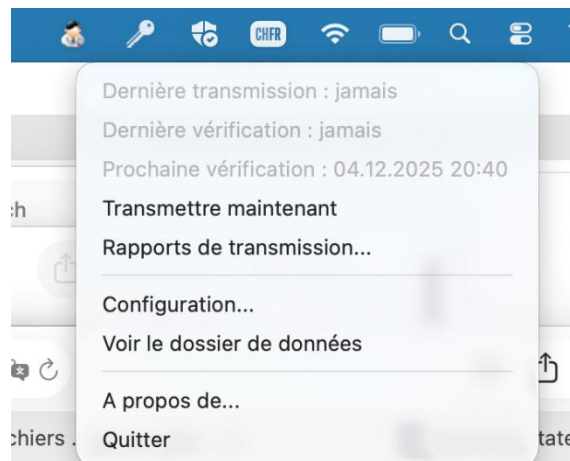 CHFR
Dernière transmission : jamais
Dernière vérification : jamais
Prochaine vérification : 04.12.2025 20:40
Transmettre maintenant
Rapports de transmission...
Configuration...
Voir le dossier de données
A propos de...
chiers .
Quitter